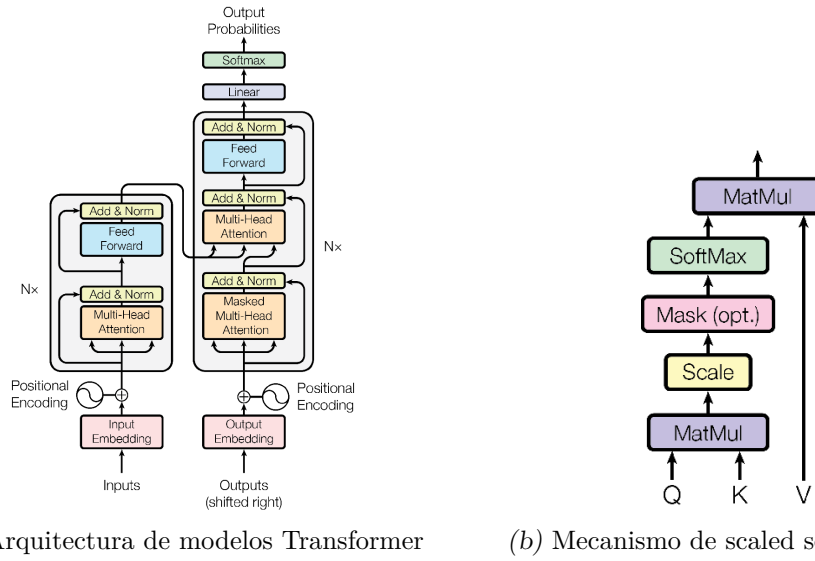 Output
Probabilities
Softmax
Linear
Add & Norm
Feed
Forward
Add & Norm
Multi-Head
Attention
Nx
Add & Norm
Masked
Multi-Head
Attention
Positional
Encoding
Output
Embedding
Outputs
(shifted right)
Add & Norm
Feed
Forward
Nx
Add & Norm
Multi-Head
Attention
Positional
Encoding
Input
Embedding
Inputs
Arquitectura de modelos Transformer
MatMul
SoftMax
Mask (opt.)
Scale
MatMul
Q K V
(b) Mecanismo de scaled